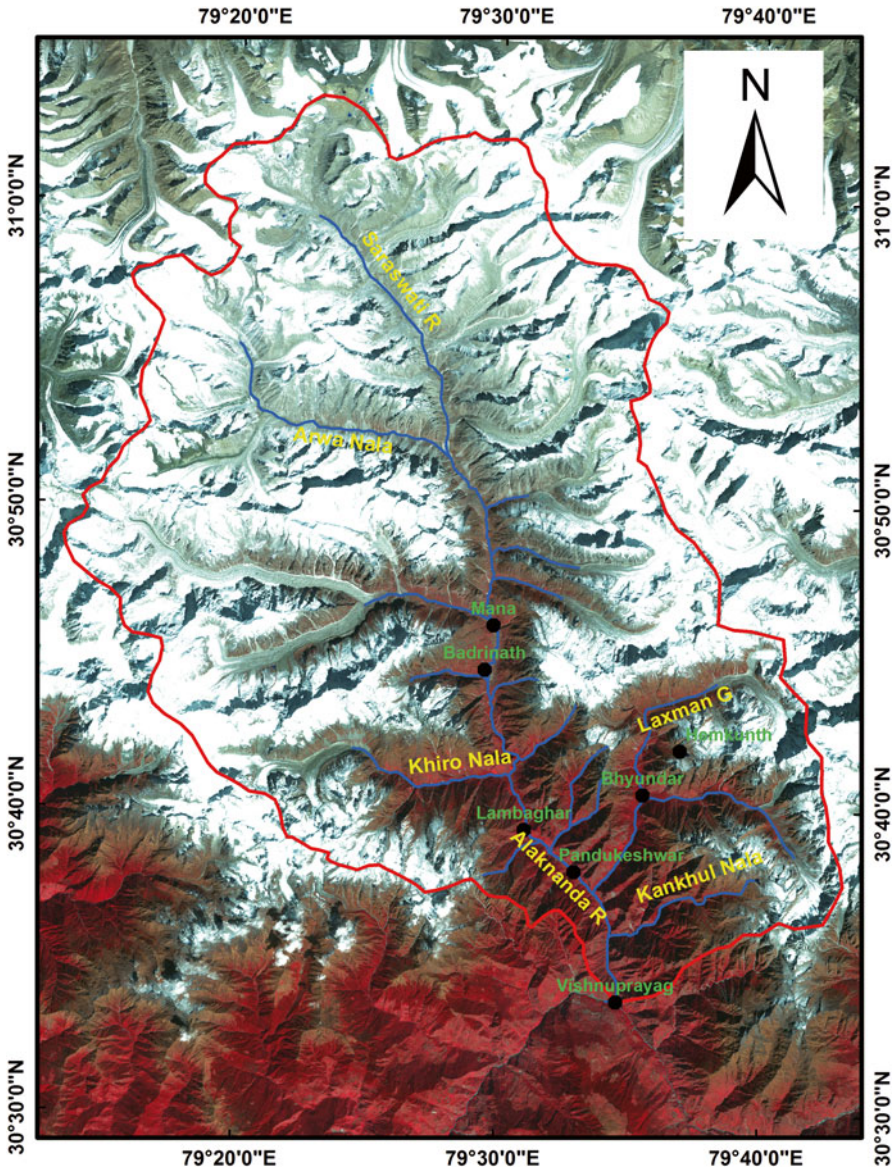 79°20'0"E
79°30'0"E
79°40'0"E
N
31°0'0"N
31°0'0"N
Saraswati R
Arwa Nala
30°50'0"N
30°50'0"N
Mana
Badrinath
Laxman G
Hemkunth
Khiro Nala
Bhyundar
30°40'0"N
30°40'0"N
Lambaghar
Alaknanda R
Pandukeshwar
Kankhul Nala
Vishnuprayag
30°30'0"N
30°30'0"N
79°20'0"E
79°30'0"E
79°40'0"E